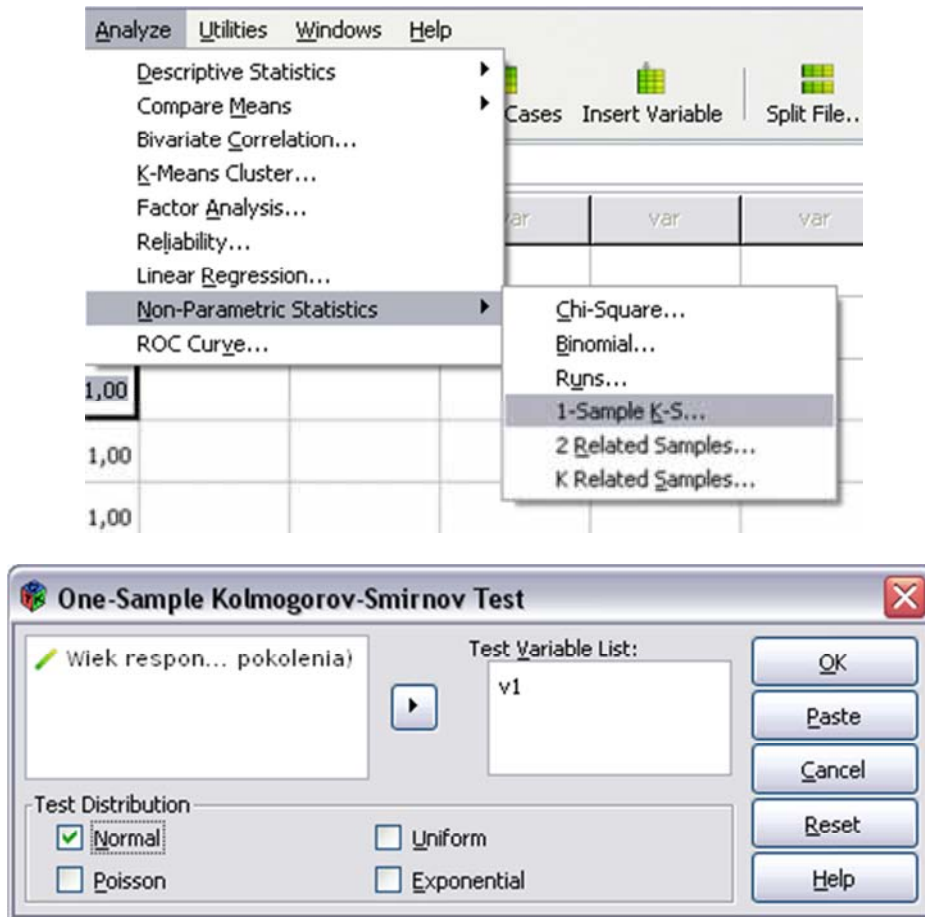 Analyze Utilities Windows Help
Descriptive Statistics
Compare Means
Cases Insert Variable Split File..
Bivariate Correlation...
K-Means Cluster...
Factor Analysis...
ar var var
Reliability...
Linear Regression...
Non-Parametric Statistics
Chi-Square...
ROC Curve...
Binomial...
Runs...
1,00
1-Sample K-S...
2 Related Samples...
1,00
K Related Samples...
1,00
One-Sample Kolmogorov-Smirnov Test
Wiek respon... pokolenia)
Test Variable List:
v1
OK
Paste
Cancel
Reset
Help
Test Distribution
Normal Uniform
Poisson Exponential